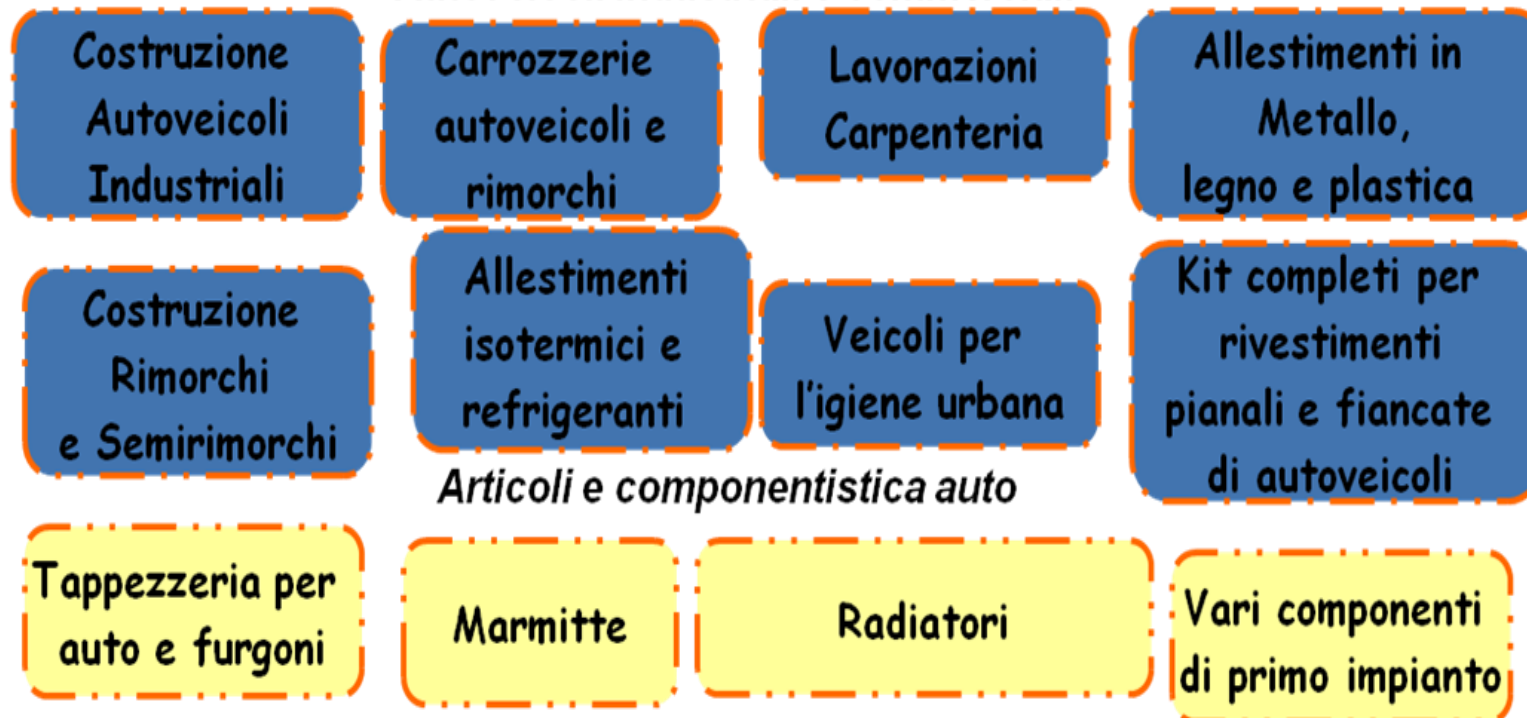 Costruzione
Autoveicoli
Industriali
Carrozzerie
autoveicoli e
rimorchi
Lavorazioni
Carpenteria
Allestimenti in
Metallo,
legno e plastica
Costruzione
Rimorchi
e Semirimorchi
Allestimenti
isotermici e
refrigeranti
Veicoli per
l'igiene urbana
Kit completi per
rivestimenti
pianali e fiancate
di autoveicoli
Articoli e componentistica auto
Tappezzeria per
auto e furgoni
Marmitte
Radiatori
Vari componenti
di primo impianto